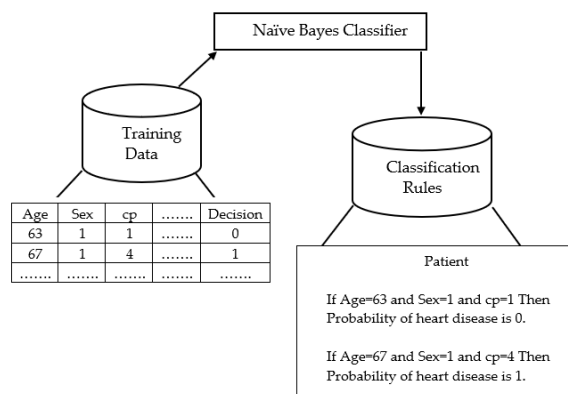 Naïve Bayes Classifier
Training
Data
Classification
Rules
Age Sex cp ....... Decision
63 1 1 ....... 0
67 1 4 ....... 1
....... ....... ....... ....... .......
Patient
If Age=63 and Sex=1 and cp=1 Then
Probability of heart disease is 0.
If Age=67 and Sex=1 and cp=4 Then
Probability of heart disease is 1.